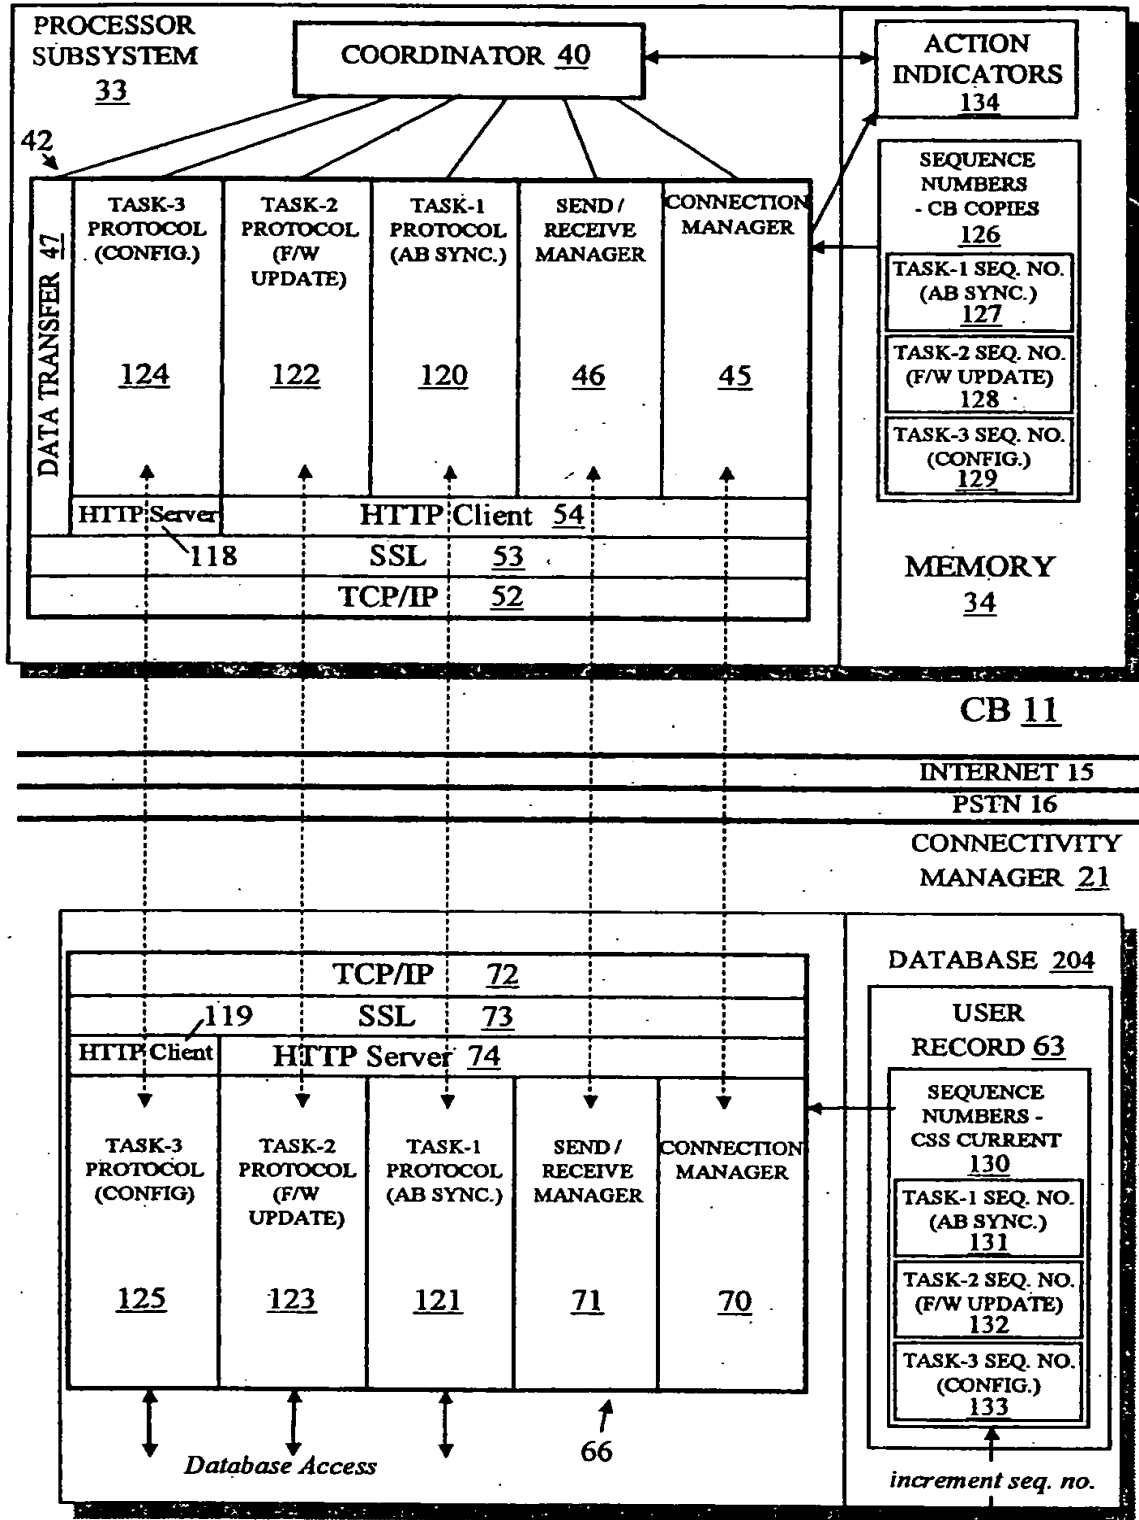 PROCESSOR
SUBSYSTEM
33
COORDINATOR 40
ACTION
INDICATORS
134
42
DATA TRANSFER 47
TASK-3
PROTOCOL
(CONFIG.)
124
TASK-2
PROTOCOL
(F/W
UPDATE)
122
TASK-1
PROTOCOL
(AB SYNC.)
120
SEND /
RECEIVE
MANAGER
46
CONNECTION
MANAGER
45
SEQUENCE
NUMBERS
- CB COPIES
126
TASK-1 SEQ. NO.
(AB SYNC.)
127
TASK-2 SEQ. NO.
(F/W UPDATE)
128
TASK-3 SEQ. NO.
(CONFIG.)
129
HTTP Server
HTTP Client 54
118
SSL 53
TCP/IP 52
MEMORY
34
CB 11
INTERNET 15
PSTN 16
CONNECTIVITY
MANAGER 21
TCP/IP 72
119
SSL 73
HTTP Client
HTTP Server 74
TASK-3
PROTOCOL
(CONFIG)
125
TASK-2
PROTOCOL
(F/W
UPDATE)
123
TASK-1
PROTOCOL
(AB SYNC.)
121
SEND /
RECEIVE
MANAGER
71
CONNECTION
MANAGER
70
DATABASE 204
USER
RECORD 63
SEQUENCE
NUMBERS -
CSS CURRENT
130
TASK-1 SEQ. NO.
(AB SYNC.)
131
TASK-2 SEQ. NO.
(F/W UPDATE)
132
TASK-3 SEQ. NO.
(CONFIG.)
133
Database Access
66
increment seq. no.